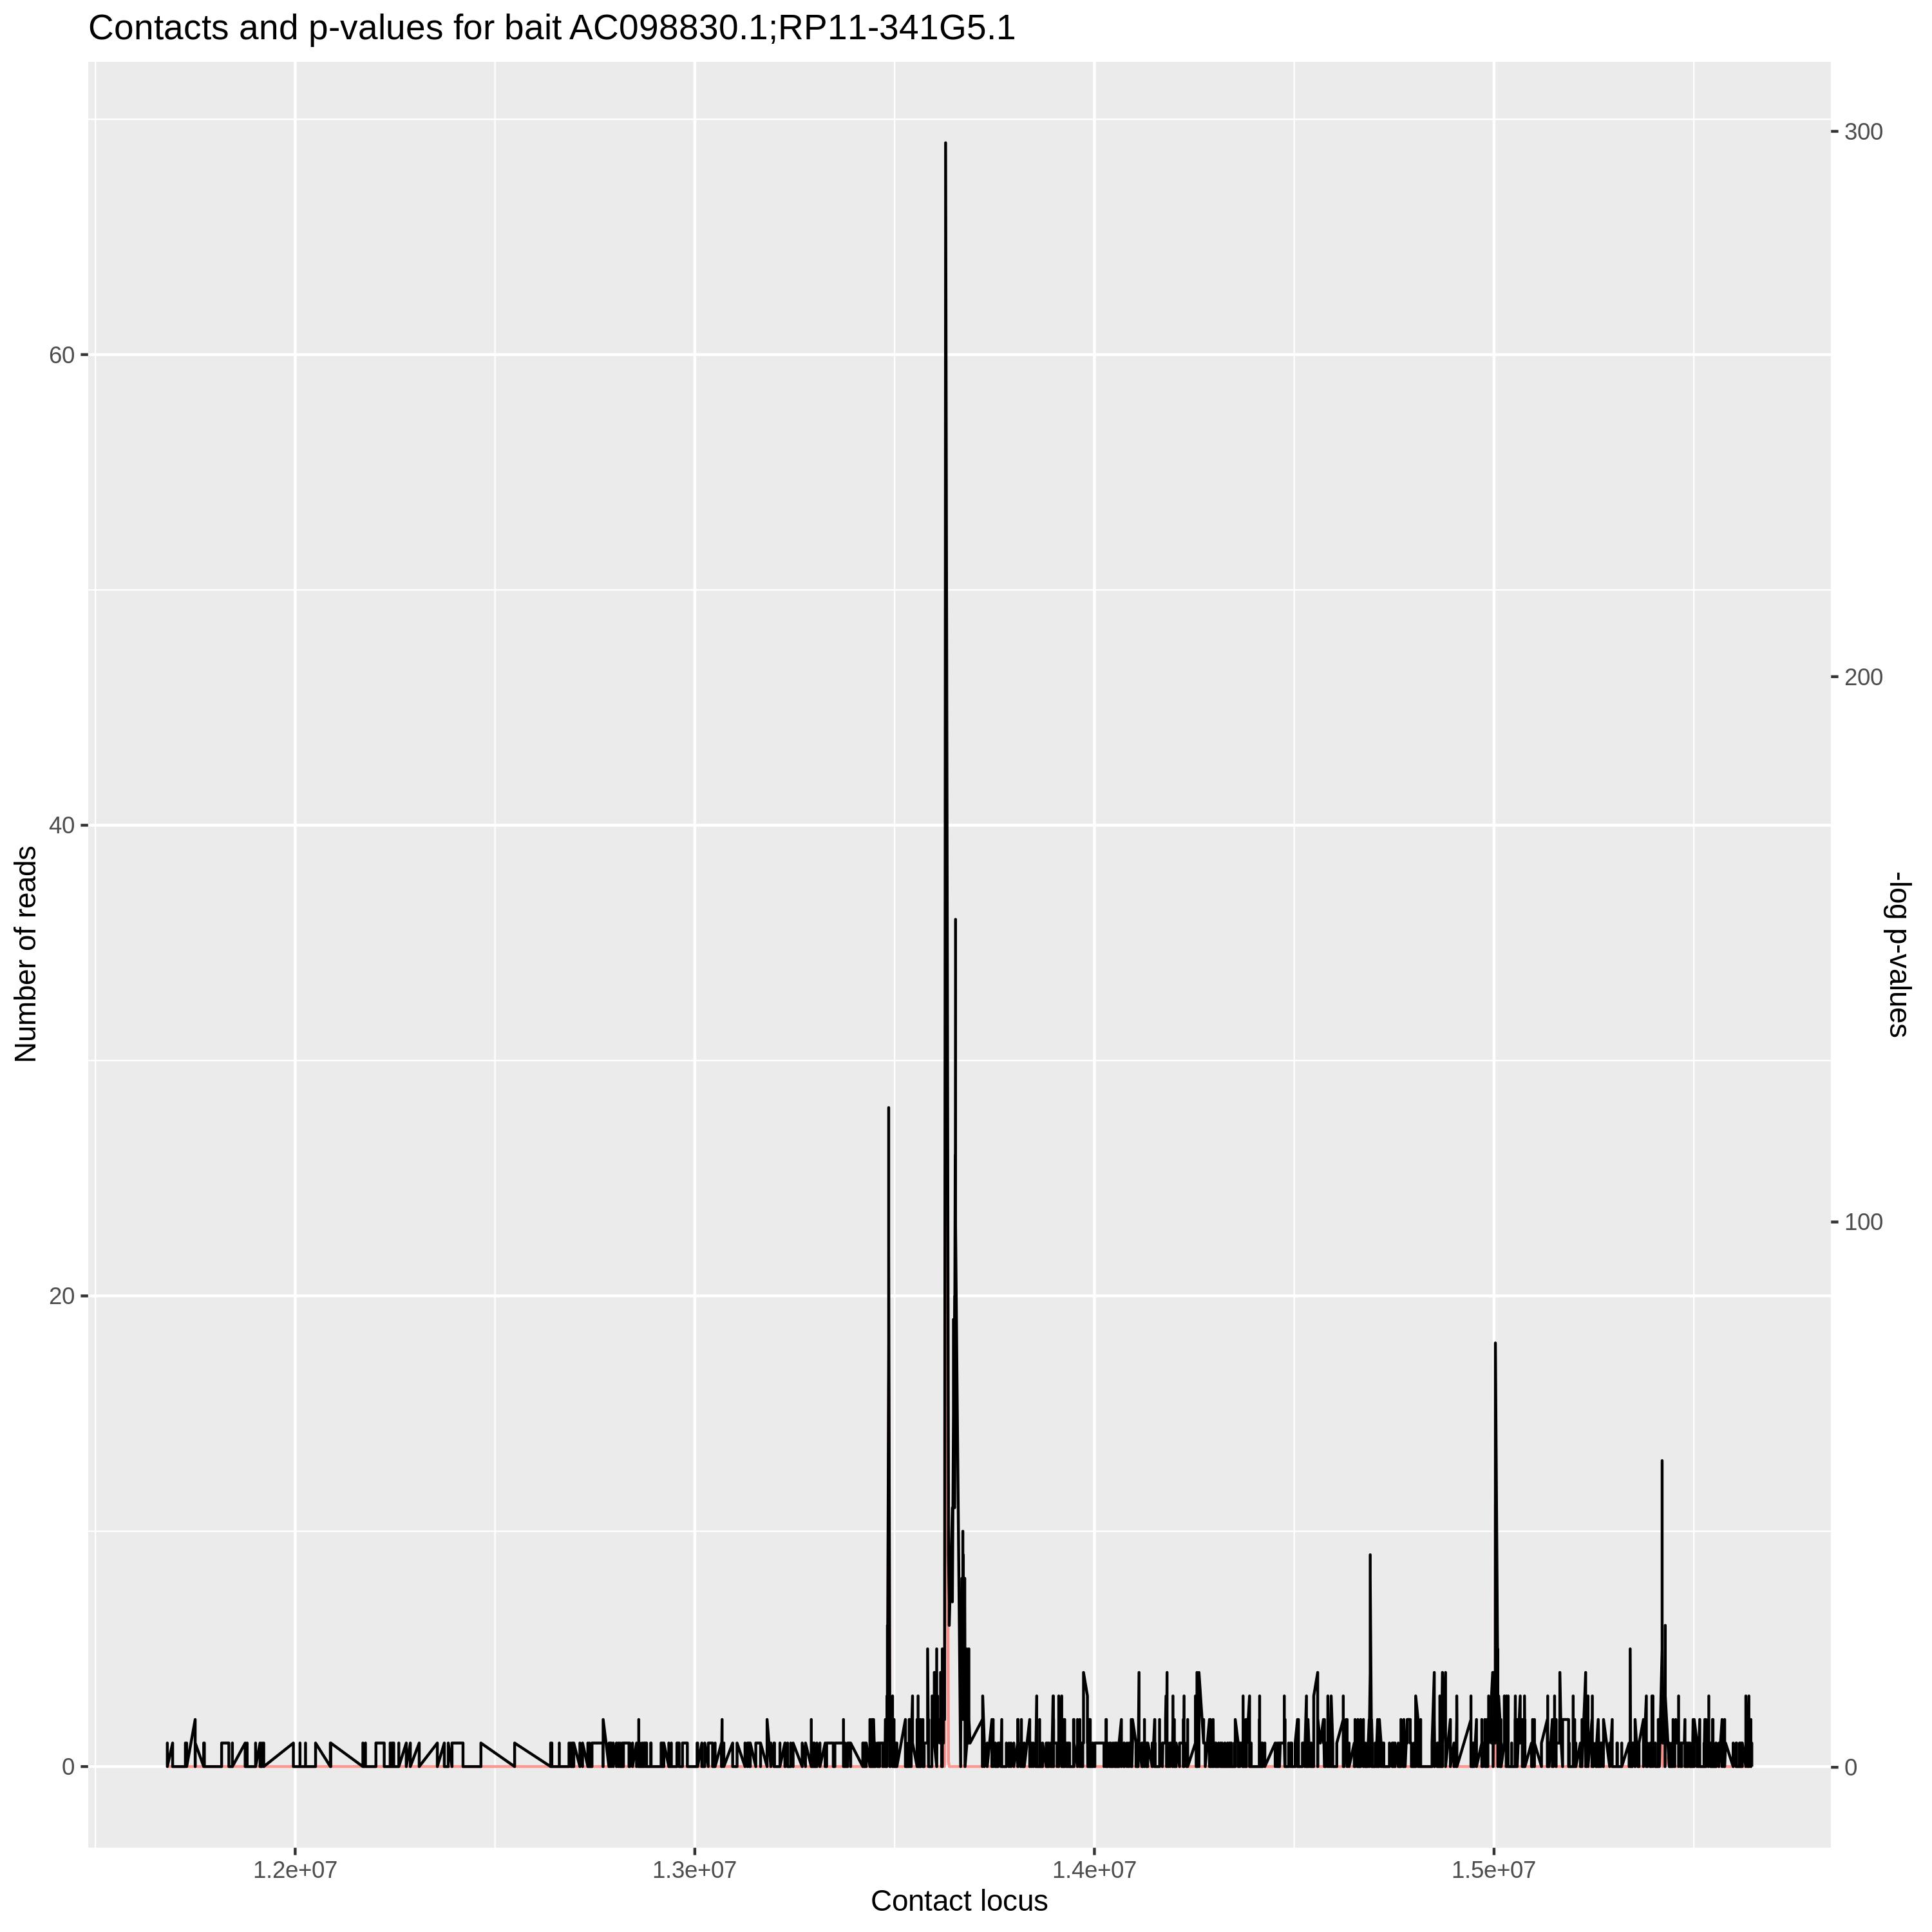 Contacts and p-values for bait AC098830.1;RP11-341G5.1
Number of reads
60
40
20
0
300
200
100
0
-log p-values
1.2e+07
1.3e+07
1.4e+07
1.5e+07
Contact locus